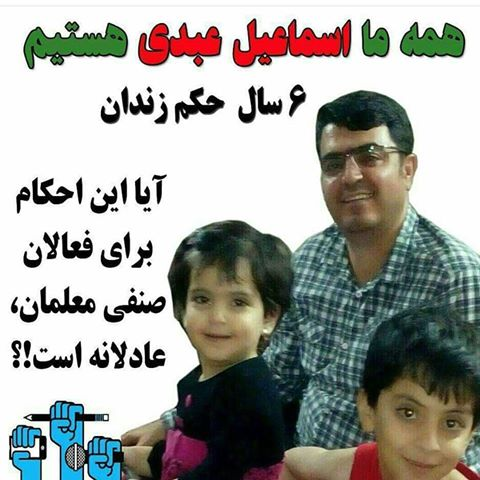 همه ما اسماعیل عبدی هستیم
۶ سال حکم زندان
آیا این احکام
برای فعالان
صنفی معلمان،
عادلانه است!؟